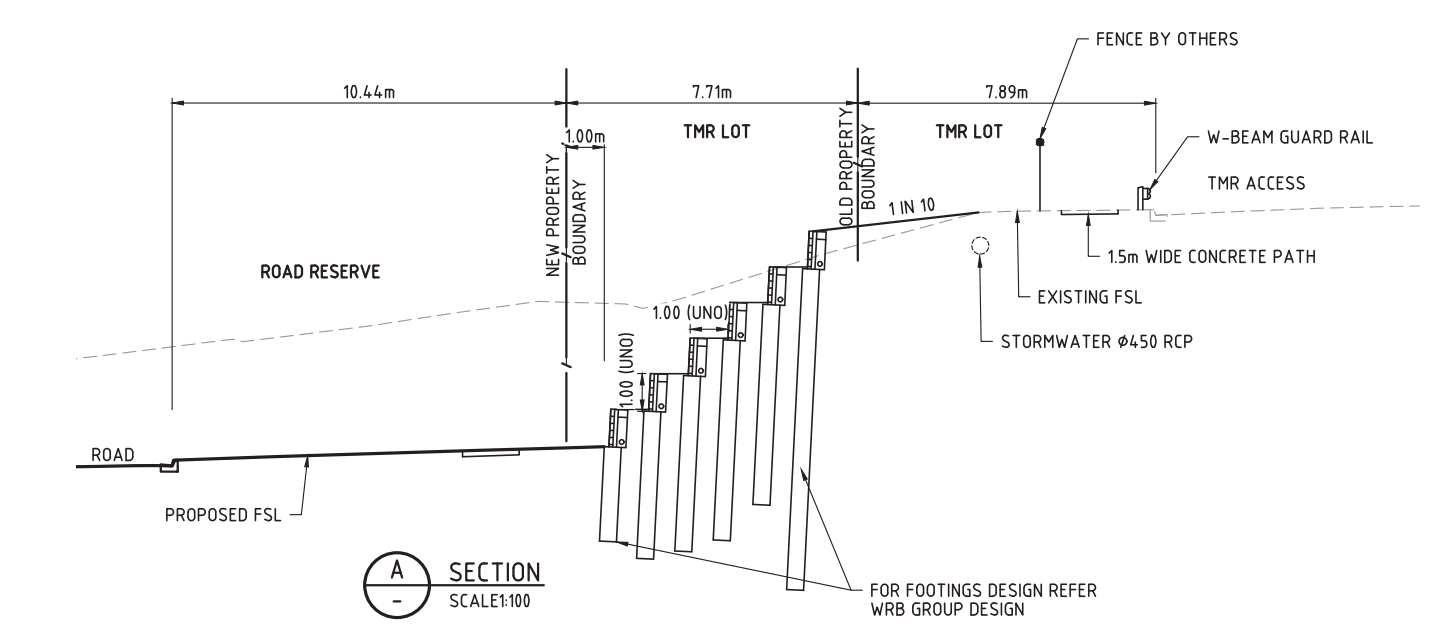 FENCE BY OTHERS
10.44m
7.71m
7.89m
1.00m
TMR LOT
TMR LOT
W-BEAM GUARD RAIL
TMR ACCESS
NEW PROPERTY
BOUNDARY
OLD PROPERTY
BOUNDARY
1 IN 10
ROAD RESERVE
1.5m WIDE CONCRETE PATH
EXISTING FSL
1.00 (UNO)
STORMWATER Ø450 RCP
1.00 (UNO)
ROAD
PROPOSED FSL
A
-
SECTION
SCALE1:100
FOR FOOTINGS DESIGN REFER
WRB GROUP DESIGN